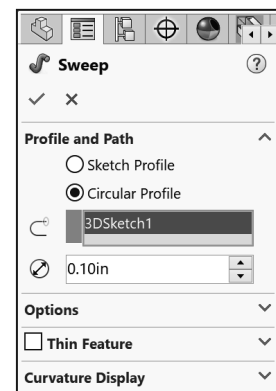 Sweep
Profile and Path
Sketch Profile
Circular Profile
3DSketch1
0.10in
Options
Thin Feature
Curvature Display